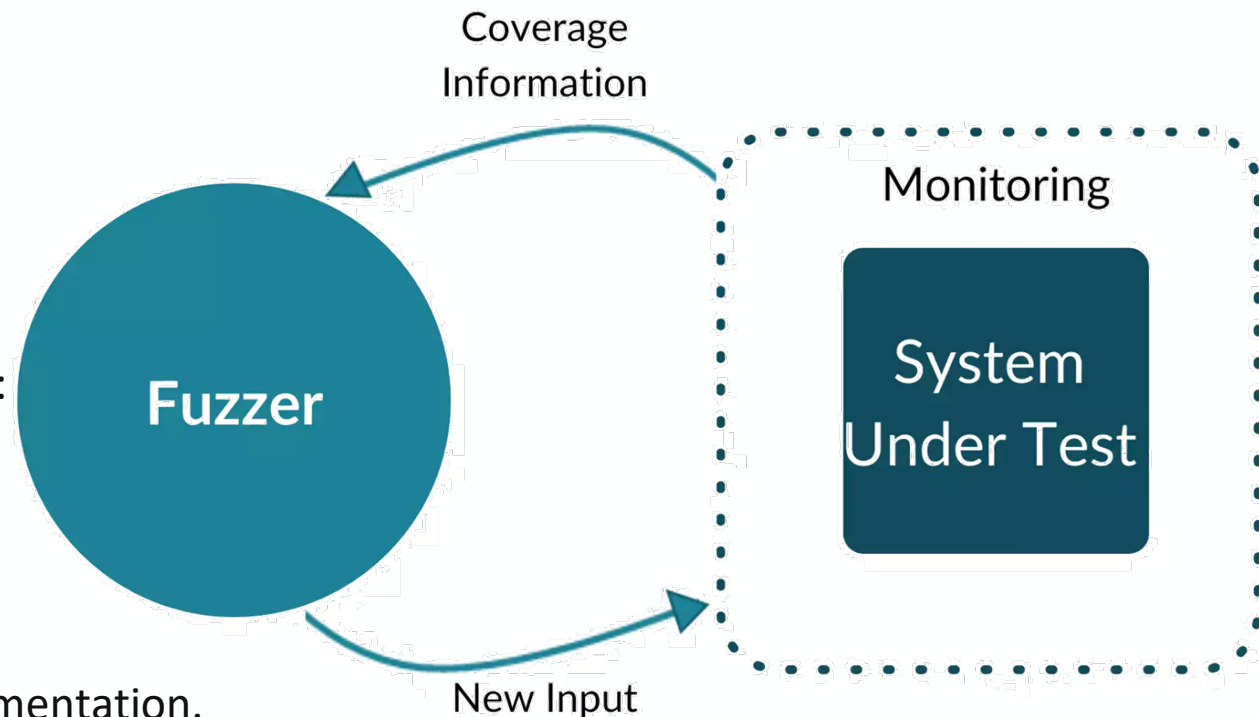 Coverage
Information
Monitoring
System
Under Test
:
Fuzzer
New Input
mentation.